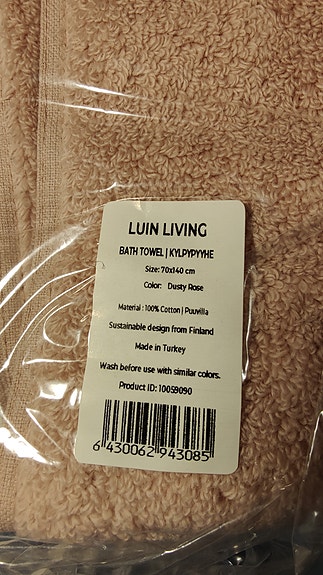 LUIN LIVING
BATH TOWEL | KYLPYPYYHE
Size: 70x140 cm
Color: Dusty Rose
Material : 100% Cotton | Puuvilla
Sustainable design from Finland
Made in Turkey
Wash before use with similar colors.
Product ID: 10059090
6 430062 943085